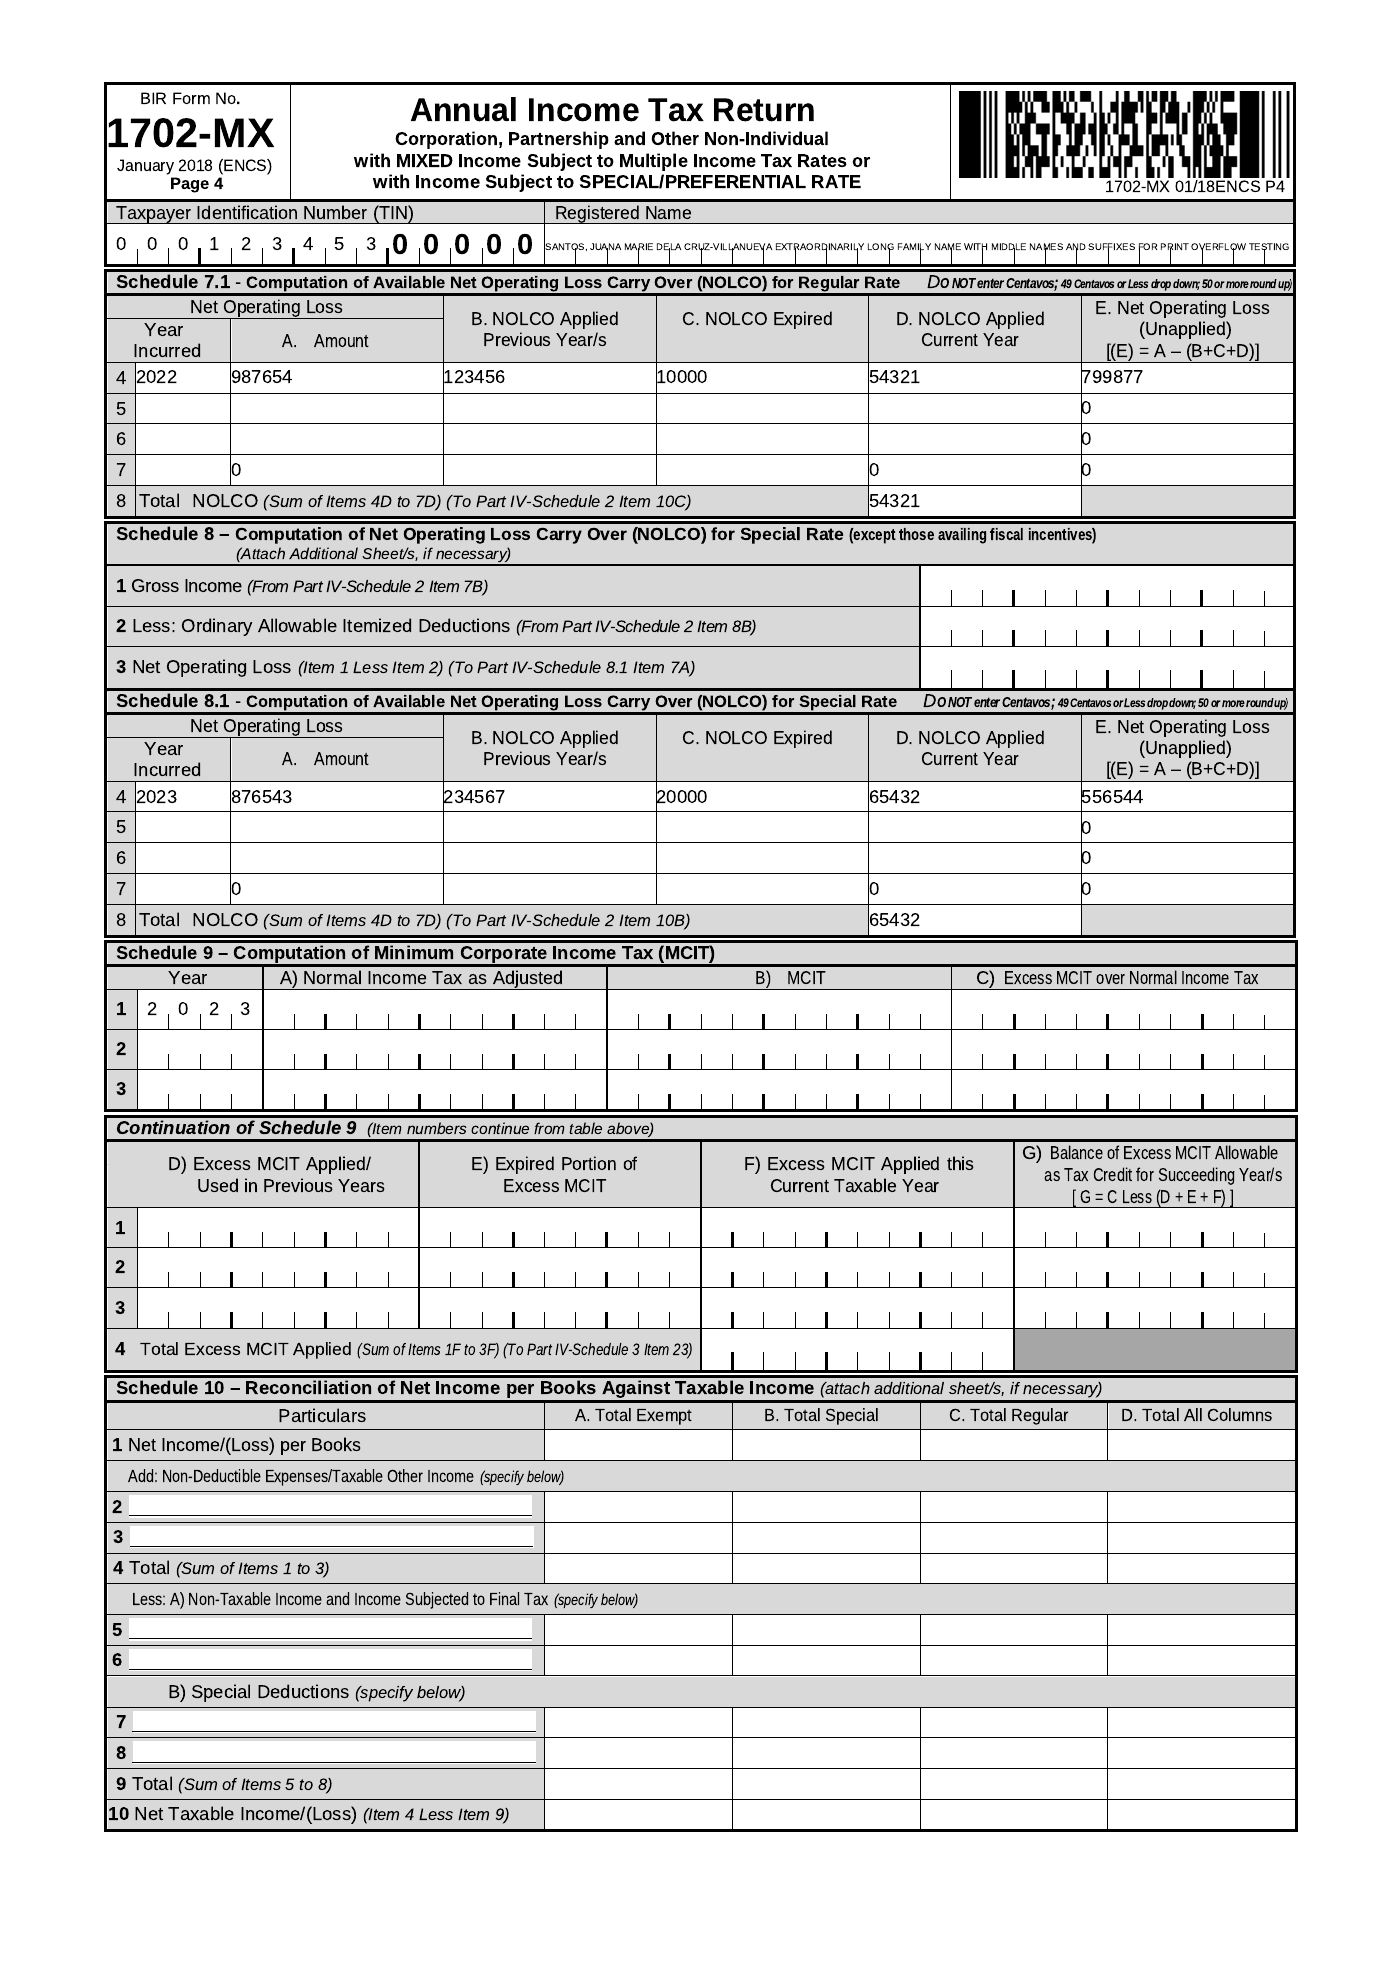 BIR Form No.
1702-MX
January 2018 (ENCS)
Page 4
Annual Income Tax Return
Corporation, Partnership and Other Non-Individual
with MIXED Income Subject to Multiple Income Tax Rates or
with Income Subject to SPECIAL/PREFERENTIAL RATE
1702-MX 01/18ENCS P4
Taxpayer Identification Number (TIN) Registered Name
0 0 0 1 2 3 4 5 3 0 0 0 0 0 SANTOS, JUANA MARIE DELA CRUZ-VILLANUEVA EXTRAORDINARILY LONG FAMILY NAME WITH MIDDLE NAMES AND SUFFIXES FOR PRINT OVERFLOW TESTING
Schedule 7.1 - Computation of Available Net Operating Loss Carry Over (NOLCO) for Regular Rate DO NOT enter Centavos; 49 Centavos or Less drop down; 50 or more round up)
Net Operating Loss
Year Incurred
A. Amount
B. NOLCO Applied Previous Year/s
C. NOLCO Expired
D. NOLCO Applied Current Year
E. Net Operating Loss (Unapplied) [(E) = A – (B+C+D)]
4 2022 987654 123456 10000 54321 799877
5 0
6 0
7 0 0 0
8 Total NOLCO (Sum of Items 4D to 7D) (To Part IV-Schedule 2 Item 10C) 54321
Schedule 8 – Computation of Net Operating Loss Carry Over (NOLCO) for Special Rate (except those availing fiscal incentives)
(Attach Additional Sheet/s, if necessary)
1 Gross Income (From Part IV-Schedule 2 Item 7B)
2 Less: Ordinary Allowable Itemized Deductions (From Part IV-Schedule 2 Item 8B)
3 Net Operating Loss (Item 1 Less Item 2) (To Part IV-Schedule 8.1 Item 7A)
Schedule 8.1 - Computation of Available Net Operating Loss Carry Over (NOLCO) for Special Rate DO NOT enter Centavos; 49 Centavos or Less drop down; 50 or more round up)
Net Operating Loss
Year Incurred
A. Amount
B. NOLCO Applied Previous Year/s
C. NOLCO Expired
D. NOLCO Applied Current Year
E. Net Operating Loss (Unapplied) [(E) = A – (B+C+D)]
4 2023 876543 234567 20000 65432 556544
5 0
6 0
7 0 0 0
8 Total NOLCO (Sum of Items 4D to 7D) (To Part IV-Schedule 2 Item 10B) 65432
Schedule 9 – Computation of Minimum Corporate Income Tax (MCIT)
Year A) Normal Income Tax as Adjusted B) MCIT C) Excess MCIT over Normal Income Tax
1 2 0 2 3
2
3
Continuation of Schedule 9 (Item numbers continue from table above)
D) Excess MCIT Applied/ Used in Previous Years
E) Expired Portion of Excess MCIT
F) Excess MCIT Applied this Current Taxable Year
G) Balance of Excess MCIT Allowable as Tax Credit for Succeeding Year/s [ G = C Less (D + E + F) ]
1
2
3
4 Total Excess MCIT Applied (Sum of Items 1F to 3F) (To Part IV-Schedule 3 Item 23)
Schedule 10 – Reconciliation of Net Income per Books Against Taxable Income (attach additional sheet/s, if necessary)
Particulars A. Total Exempt B. Total Special C. Total Regular D. Total All Columns
1 Net Income/(Loss) per Books
Add: Non-Deductible Expenses/Taxable Other Income (specify below)
2
3
4 Total (Sum of Items 1 to 3)
Less: A) Non-Taxable Income and Income Subjected to Final Tax (specify below)
5
6
B) Special Deductions (specify below)
7
8
9 Total (Sum of Items 5 to 8)
10 Net Taxable Income/(Loss) (Item 4 Less Item 9)